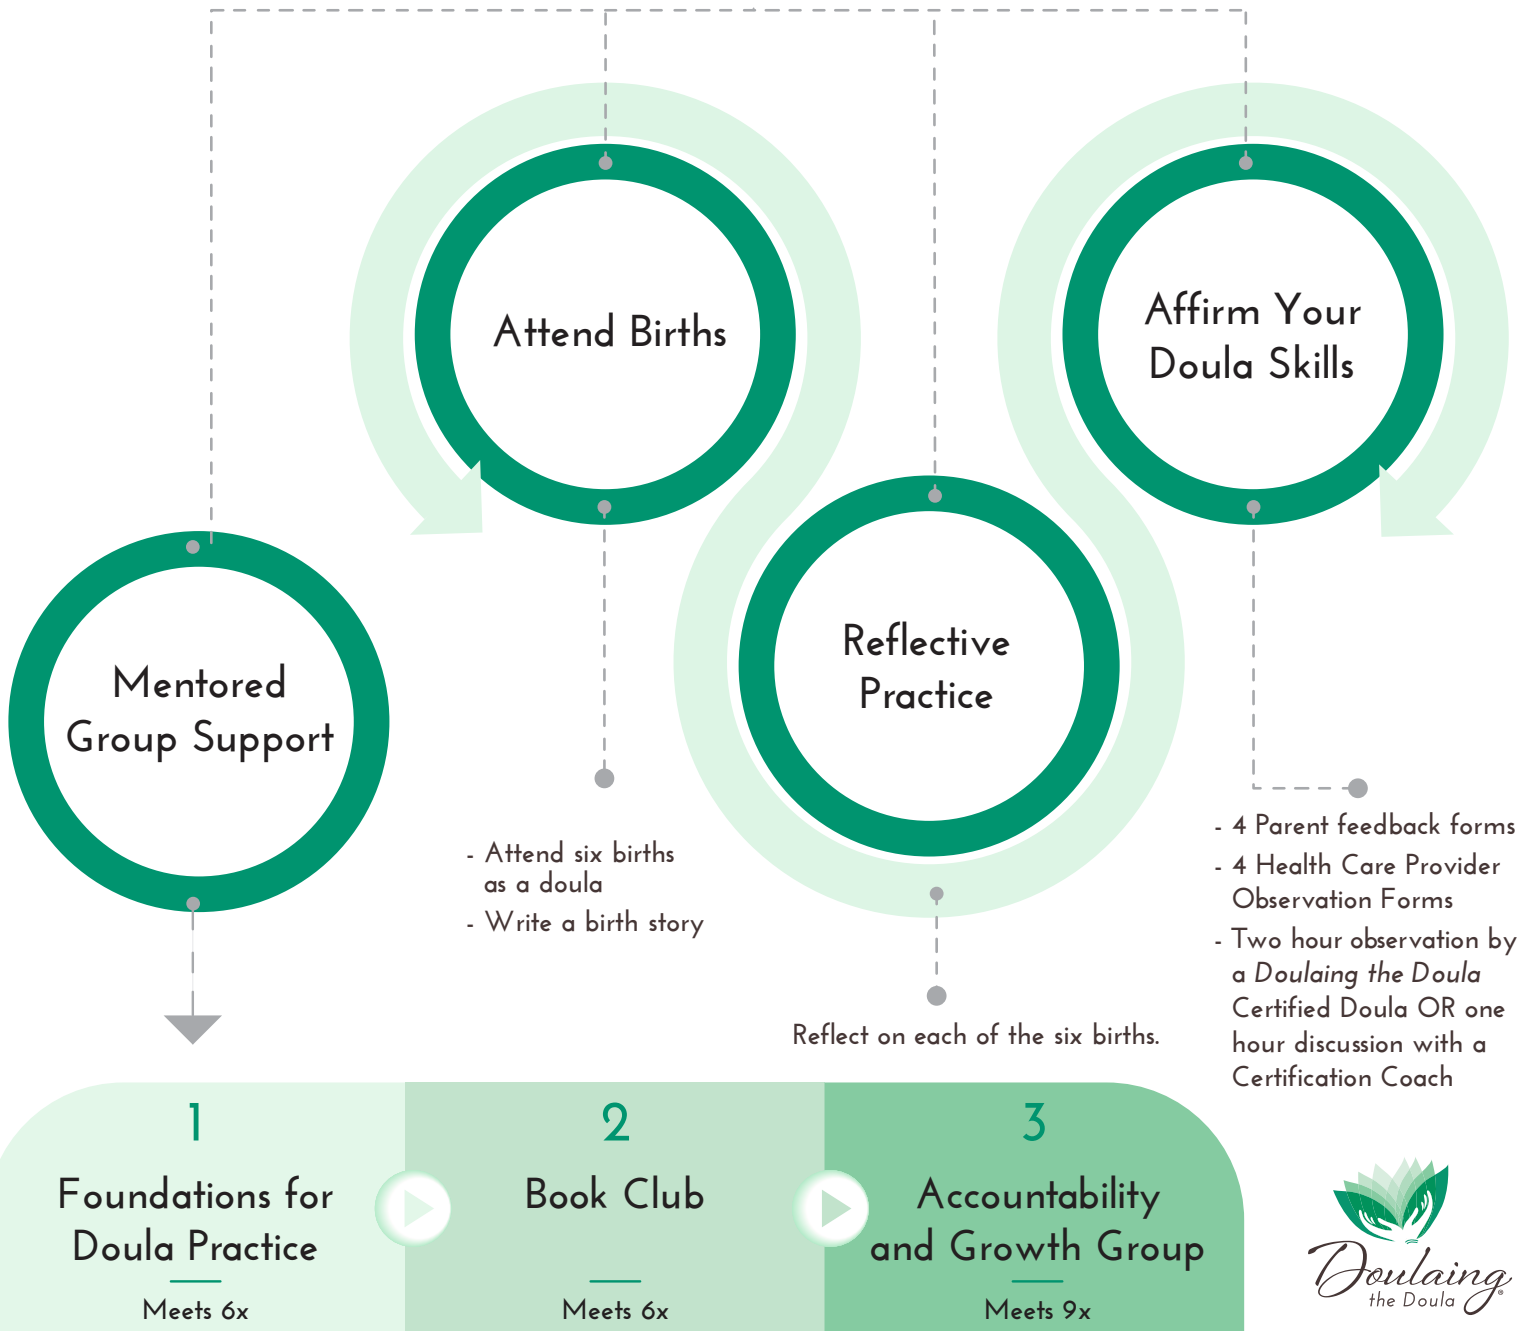 Attend Births
Affirm Your
Doula Skills
Mentored
Group Support
Reflective
Practice
- Attend six births
as a doula
- Write a birth story
Reflect on each of the six births.
- 4 Parent feedback forms
- 4 Health Care Provider
Observation Forms
- Two hour observation by
a Doulaing the Doula
Certified Doula OR one
hour discussion with a
Certification Coach
1
Foundations for
Doula Practice
Meets 6x
2
Book Club
Meets 6x
3
Accountability
and Growth Group
Meets 9x
Doulaing®
the Doula